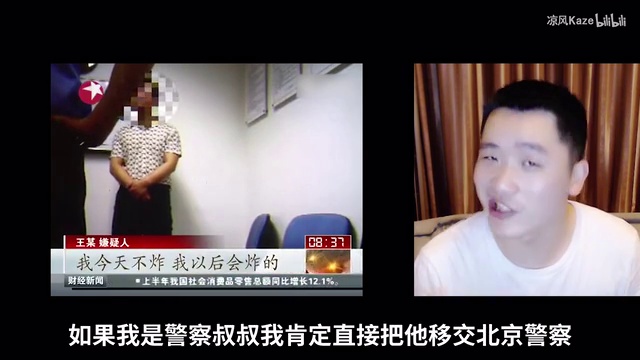 凉风Kaze bilibili
王某 嫌疑人
08:37
我今天不炸 我以后会炸的
财经新闻
上半年我国社会消费品零售总额同比增长12.1%。
如果我是警察叔叔我肯定直接把他移交北京警察